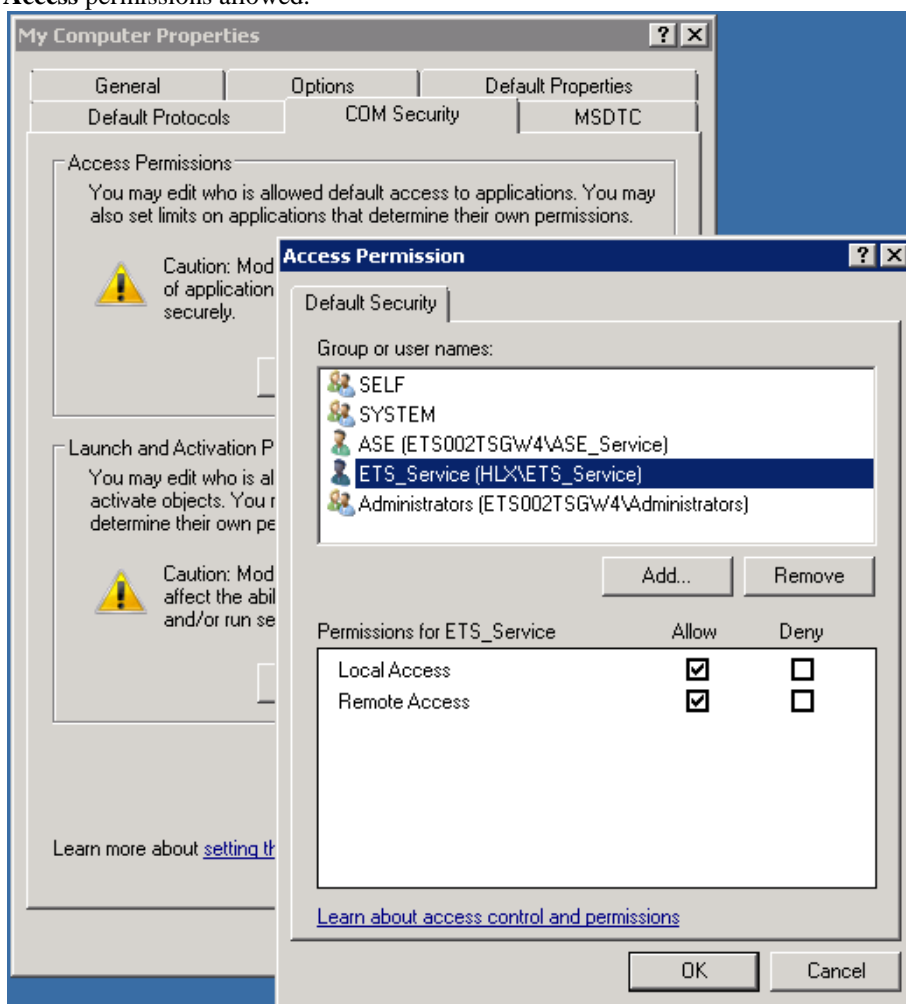 Access permissions allowed.
My Computer Properties
General Options Default Properties
Default Protocols COM Security MSDTC
Access Permissions
You may edit who is allowed default access to applications. You may
also set limits on applications that determine their own permissions.
Caution: Mod
of application
securely.
Access Permission
Default Security
Group or user names:
SELF
SYSTEM
ASE (ETS002TSGW4\ASE_Service)
ETS_Service (HLX\ETS_Service)
Administrators (ETS002TSGW4\Administrators)
Add... Remove
Permissions for ETS_Service Allow Deny
Local Access
Remote Access
Learn about access control and permissions
OK Cancel
Launch and Activation P
You may edit who is al
activate objects. You
determine their own pe
Caution: Mod
affect the abil
and/or run se
Learn more about setting th